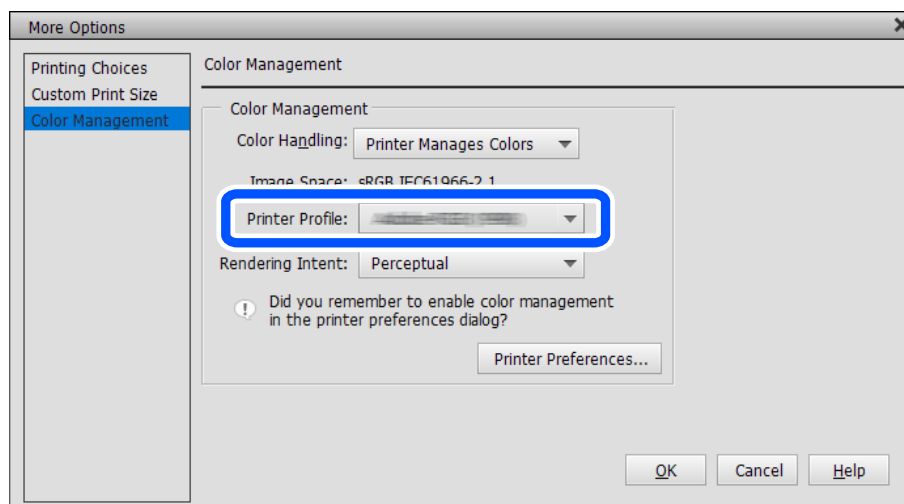 More Options
Printing Choices
Custom Print Size
Color Management
Color Management
Color Management
Color Handling: Printer Manages Colors
Image Space: sRGB IEC61966-2.1
Printer Profile:
Rendering Intent: Perceptual
Did you remember to enable color management
in the printer preferences dialog?
Printer Preferences...
OK Cancel Help